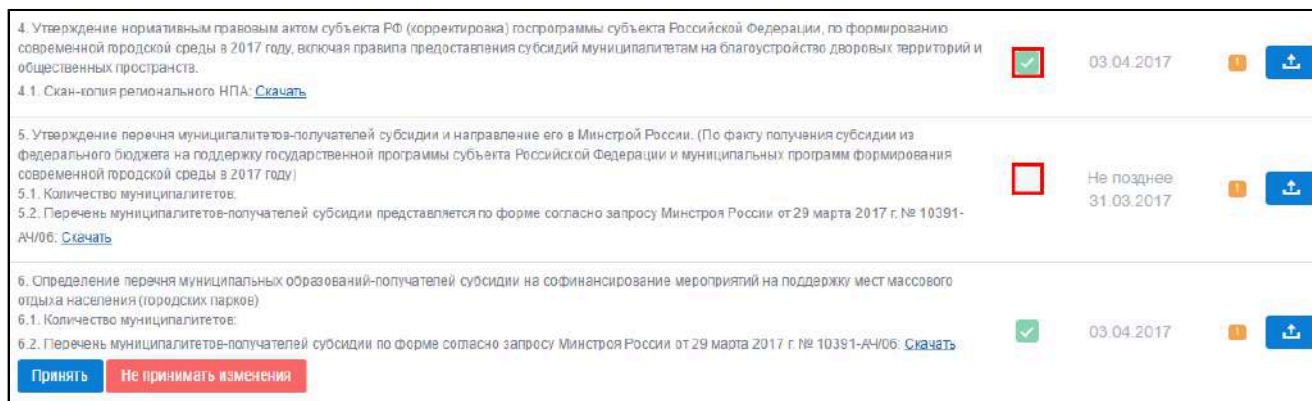 4. Утверждение нормативным правовым актом субъекта РФ (корректировка) госпрограммы субъекта Российской Федерации, по формированию
современной городской среды в 2017 году, включая правила предоставления субсидий муниципалитетам на благоустройство дворовых территорий и
общественных пространств.
4.1. Скан-копия регионального НПА: Скачать
03.04.2017
!
5. Утверждение перечня муниципалитетов-получателей субсидии и направление его в Минстрой России. (По факту получения субсидии из
федерального бюджета на поддержку государственной программы субъекта Российской Федерации и муниципальных программ формирования
современной городской среды в 2017 году)
5.1. Количество муниципалитетов:
5.2. Перечень муниципалитетов-получателей субсидии представляется по форме согласно запросу Минстроя России от 29 марта 2017 г. № 10391-
АЧ/06: Скачать
Не позднее
31.03.2017
!
6. Определение перечня муниципальных образований-получателей субсидии на софинансирование мероприятий на поддержку мест массового
отдыха населения (городских парков)
6.1. Количество муниципалитетов:
6.2. Перечень муниципалитетов-получателей субсидии по форме согласно запросу Минстроя России от 29 марта 2017 г. № 10391-АЧ/06: Скачать
03.04.2017
!
Принять
Не принимать изменения